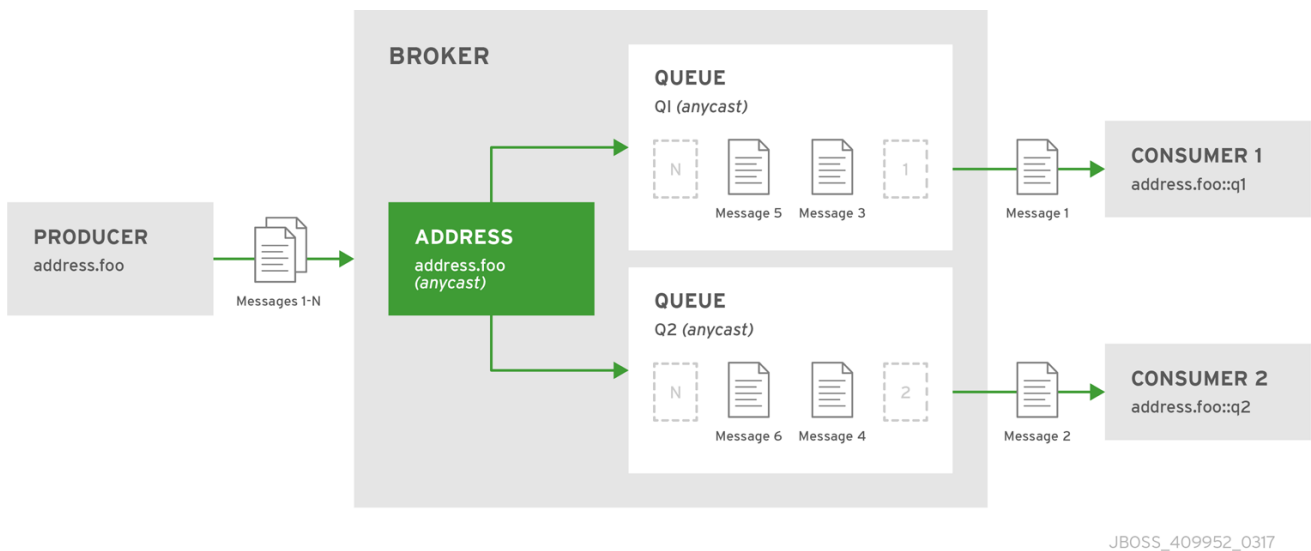 BROKER
QUEUE
Q1 (anycast)
N
1
Message 5
Message 3
Message 1
CONSUMER 1
address.foo::q1
PRODUCER
address.foo
Messages 1-N
ADDRESS
address.foo
(anycast)
QUEUE
Q2 (anycast)
N
2
Message 6
Message 4
Message 2
CONSUMER 2
address.foo::q2
JBOSS_409952_0317